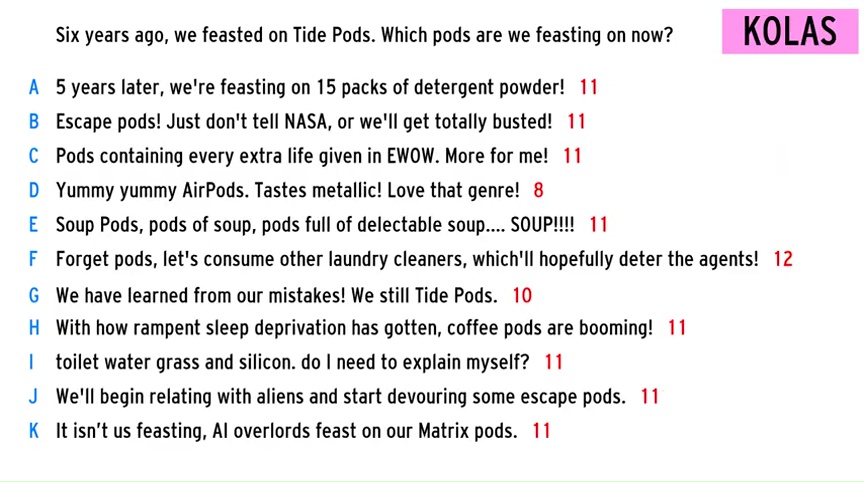 Six years ago, we feasted on Tide Pods. Which pods are we feasting on now?
KOLAS
A 5 years later, we're feasting on 15 packs of detergent powder! 11
B Escape pods! Just don't tell NASA, or we'll get totally busted! 11
C Pods containing every extra life given in EWOW. More for me! 11
D Yummy yummy AirPods. Tastes metallic! Love that genre! 8
E Soup Pods, pods of soup, pods full of delectable soup.... SOUP!!!! 11
F Forget pods, let's consume other laundry cleaners, which'll hopefully deter the agents! 12
G We have learned from our mistakes! We still Tide Pods. 10
H With how rampent sleep deprivation has gotten, coffee pods are booming! 11
I toilet water grass and silicon. do I need to explain myself? 11
J We'll begin relating with aliens and start devouring some escape pods. 11
K It isn’t us feasting, AI overlords feast on our Matrix pods. 11